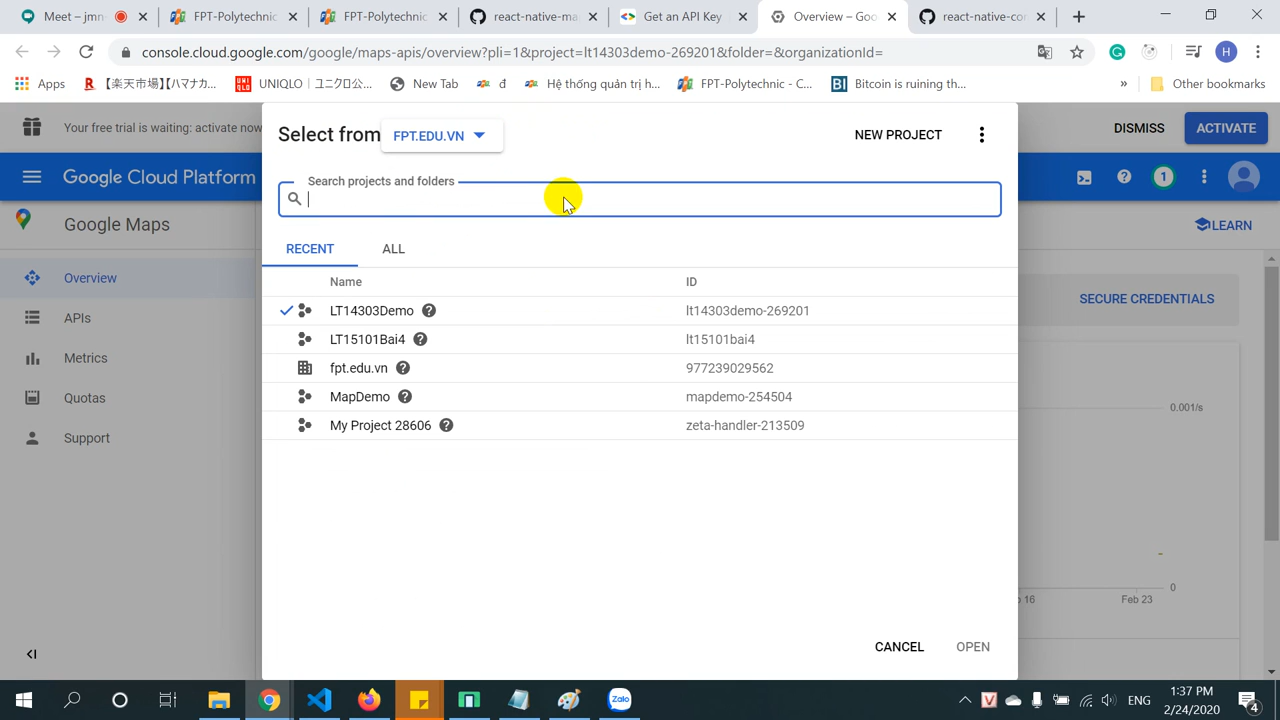 Meet – jmn
FPT-Polytechnic
FPT-Polytechnic
react-native-ma
Get an API Key
Overview – Goo
react-native-co
console.cloud.google.com/google/maps-apis/overview?pli=1&project=lt14303demo-269201&folder=&organizationId=
Apps
【楽天市場】【ハマナカ...
UNIQLO｜ユニクロ公...
New Tab
đ
Hệ thống quản trị h...
FPT-Polytechnic - C...
Bitcoin is ruining th...
»
Other bookmarks
Your free trial is waiting: activate now
DISMISS
ACTIVATE
Google Cloud Platform
1
Google Maps
LEARN
Overview
APIs
Metrics
Quotas
Support
SECURE CREDENTIALS
0.001/s
0
b 16
Feb 23
Select from
FPT.EDU.VN
NEW PROJECT
Search projects and folders
RECENT
ALL
Name
ID
LT14303Demo
lt14303demo-269201
LT15101Bai4
lt15101bai4
fpt.edu.vn
977239029562
MapDemo
mapdemo-254504
My Project 28606
zeta-handler-213509
CANCEL
OPEN
Zalo
ENG
1:37 PM
2/24/2020
4